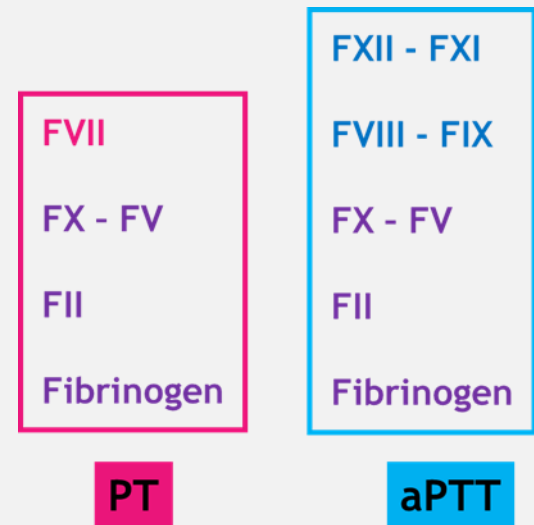 FVII
FX – FV
FII
Fibrinogen
PT
FXII - FXI
FVIII - FIX
FX – FV
FII
Fibrinogen
aPTT